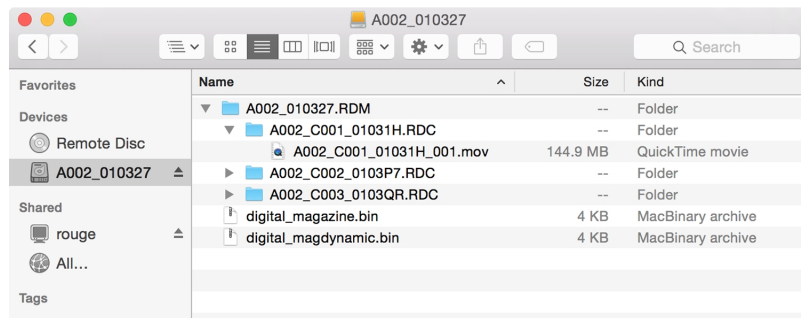 A002_010327
Search
Favorites
Devices
Remote Disc
A002_010327
Shared
rouge
All...
Tags
Name Size Kind
A002_010327.RDM -- Folder
A002_C001_01031H.RDC -- Folder
A002_C001_01031H_001.mov 144.9 MB QuickTime movie
A002_C002_0103P7.RDC -- Folder
A002_C003_0103QR.RDC -- Folder
digital_magazine.bin 4 KB MacBinary archive
digital_magdynamic.bin 4 KB MacBinary archive